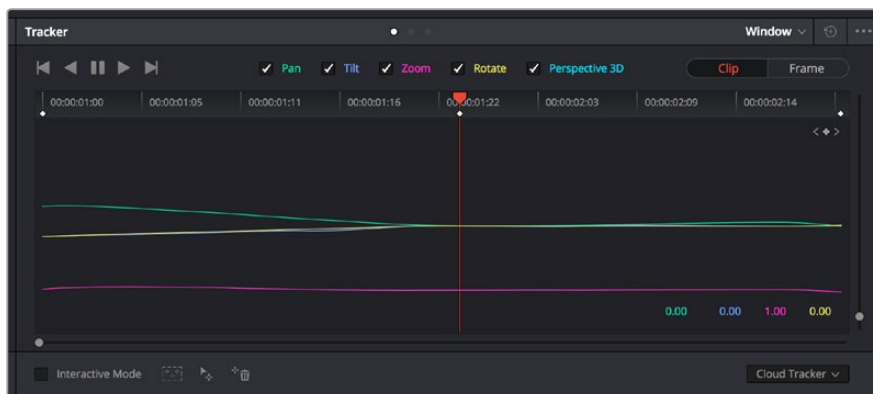 Tracker
Window
Pan Tilt Zoom Rotate Perspective 3D Clip Frame
00:00:01:00 00:00:01:05 00:00:01:11 00:00:01:16 00:00:01:22 00:00:02:03 00:00:02:09 00:00:02:14
0.00 0.00 1.00 0.00
Interactive Mode Cloud Tracker